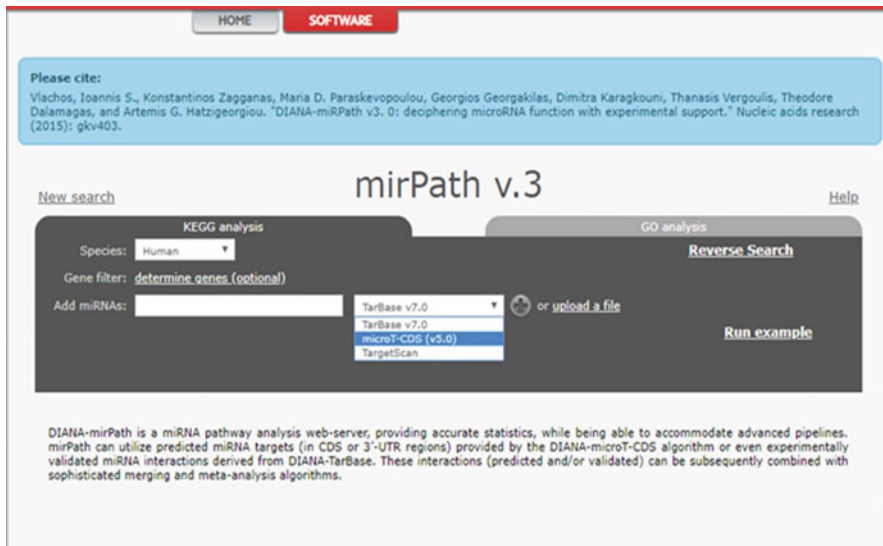 HOME SOFTWARE
Please cite:
Vlachos, Ioannis S., Konstantinos Zagganas, Maria D. Paraskevopoulou, Georgios Georgakilas, Dimitra Karagkouni, Thanasis Vergoulis, Theodore
Dalamagas, and Artemis G. Hatzigeorgiou. "DIANA-miRPath v3. 0: deciphering microRNA function with experimental support." Nucleic acids research
(2015): gkv403.
mirPath v.3
New search Help
KEGG analysis GO analysis
Species: Human Reverse Search
Gene filter: determine genes (optional)
Add miRNAs: TarBase v7.0 or upload a file
TarBase v7.0
microT-CDS (v5.0) Run example
TargetScan
DIANA-mirPath is a miRNA pathway analysis web-server, providing accurate statistics, while being able to accommodate advanced pipelines.
mirPath can utilize predicted miRNA targets (in CDS or 3'-UTR regions) provided by the DIANA-microT-CDS algorithm or even experimentally
validated miRNA interactions derived from DIANA-TarBase. These interactions (predicted and/or validated) can be subsequently combined with
sophisticated merging and meta-analysis algorithms.